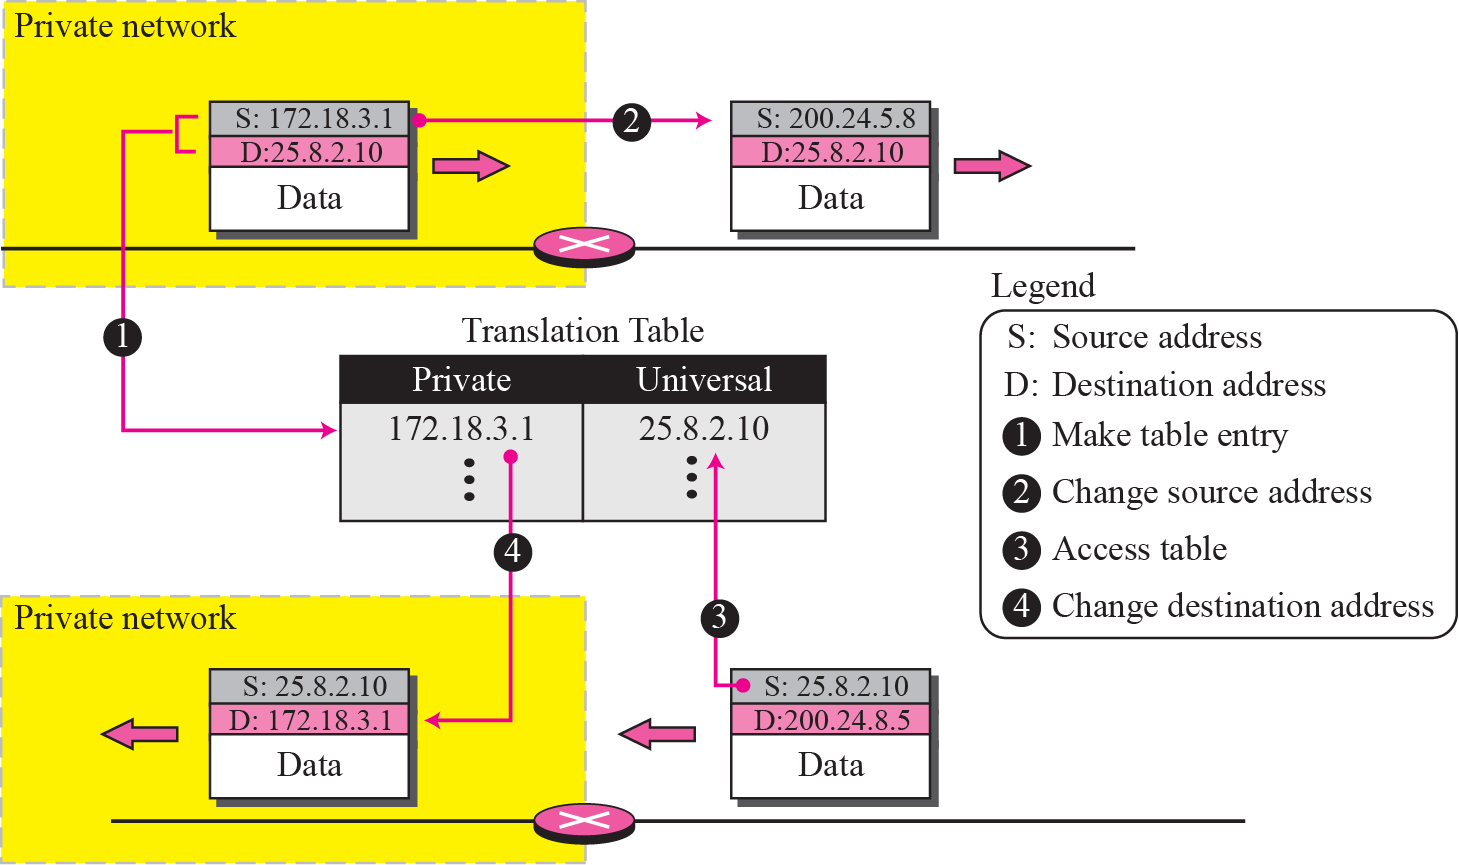 Private network
S: 172.18.3.1
D:25.8.2.10
Data
2
S: 200.24.5.8
D:25.8.2.10
Data
1
Translation Table
Private
Universal
172.18.3.1
25.8.2.10
4
3
Legend
S: Source address
D: Destination address
1 Make table entry
2 Change source address
3 Access table
4 Change destination address
Private network
S: 25.8.2.10
D: 172.18.3.1
Data
S: 25.8.2.10
D:200.24.8.5
Data